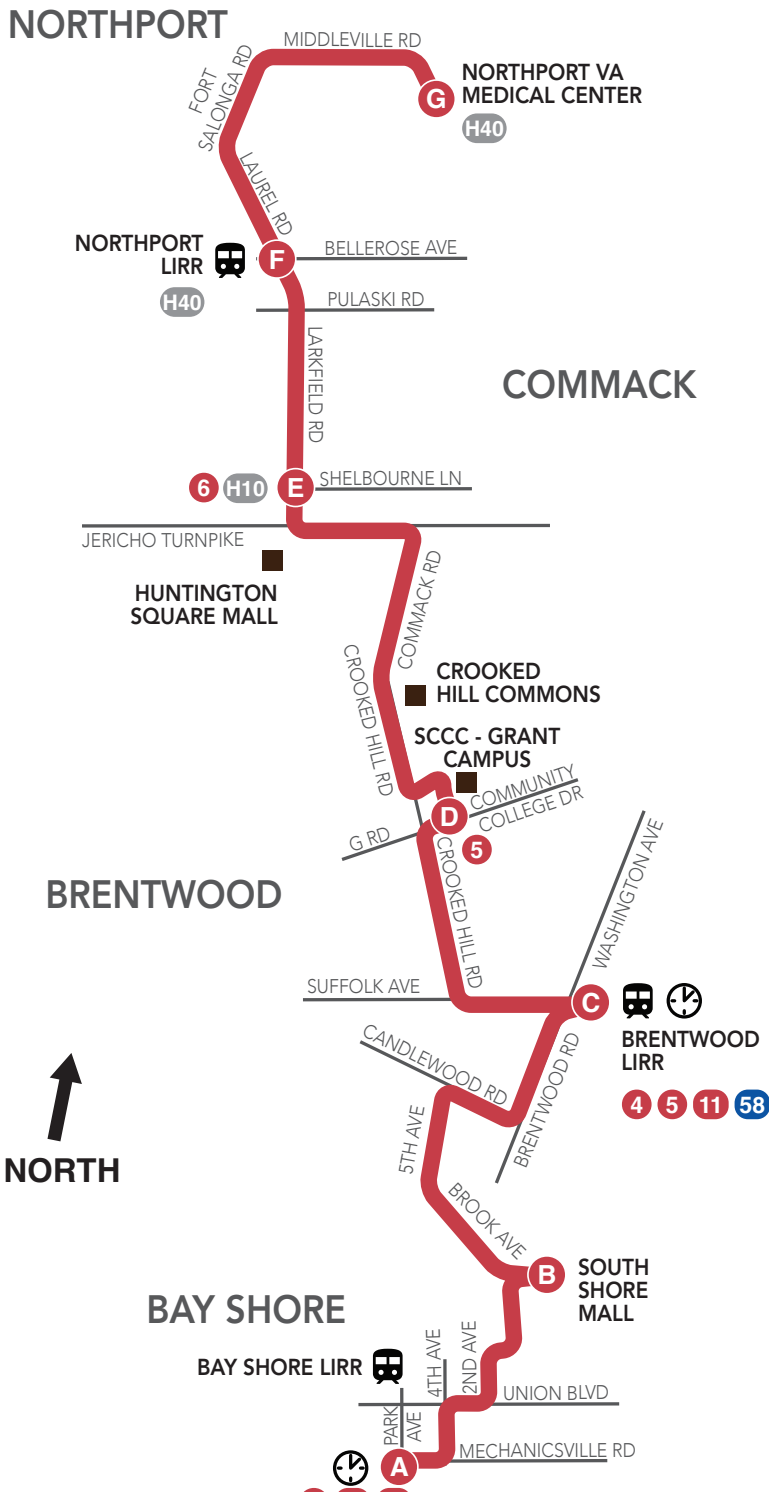 NORTHPORT
MIDDLEVILLE RD
FORT
SALONGA RD
G
NORTHPORT VA
MEDICAL CENTER
H40
LAUREL RD
NORTHPORT
LIRR
H40
F
BELLEROSE AVE
PULASKI RD
LARKFIELD RD
COMMACK
6 H10 E SHELBOURNE LN
JERICHO TURNPIKE
HUNTINGTON
SQUARE MALL
COMMACK RD
CROOKED HILL RD
CROOKED
HILL COMMONS
SCCC - GRANT
CAMPUS
COMMUNITY
COLLEGE DR
D
5
G RD
CROOKED HILL RD
BRENTWOOD
WASHINGTON AVE
SUFFOLK AVE
C
BRENTWOOD
LIRR
4 5 11 58
CANDLEWOOD RD
BRENTWOOD RD
NORTH
5TH AVE
BROOK AVE
B
SOUTH
SHORE
MALL
BAY SHORE
BAY SHORE LIRR
4TH AVE
2ND AVE
UNION BLVD
PARK
AVE
MECHANICSVILLE RD
A